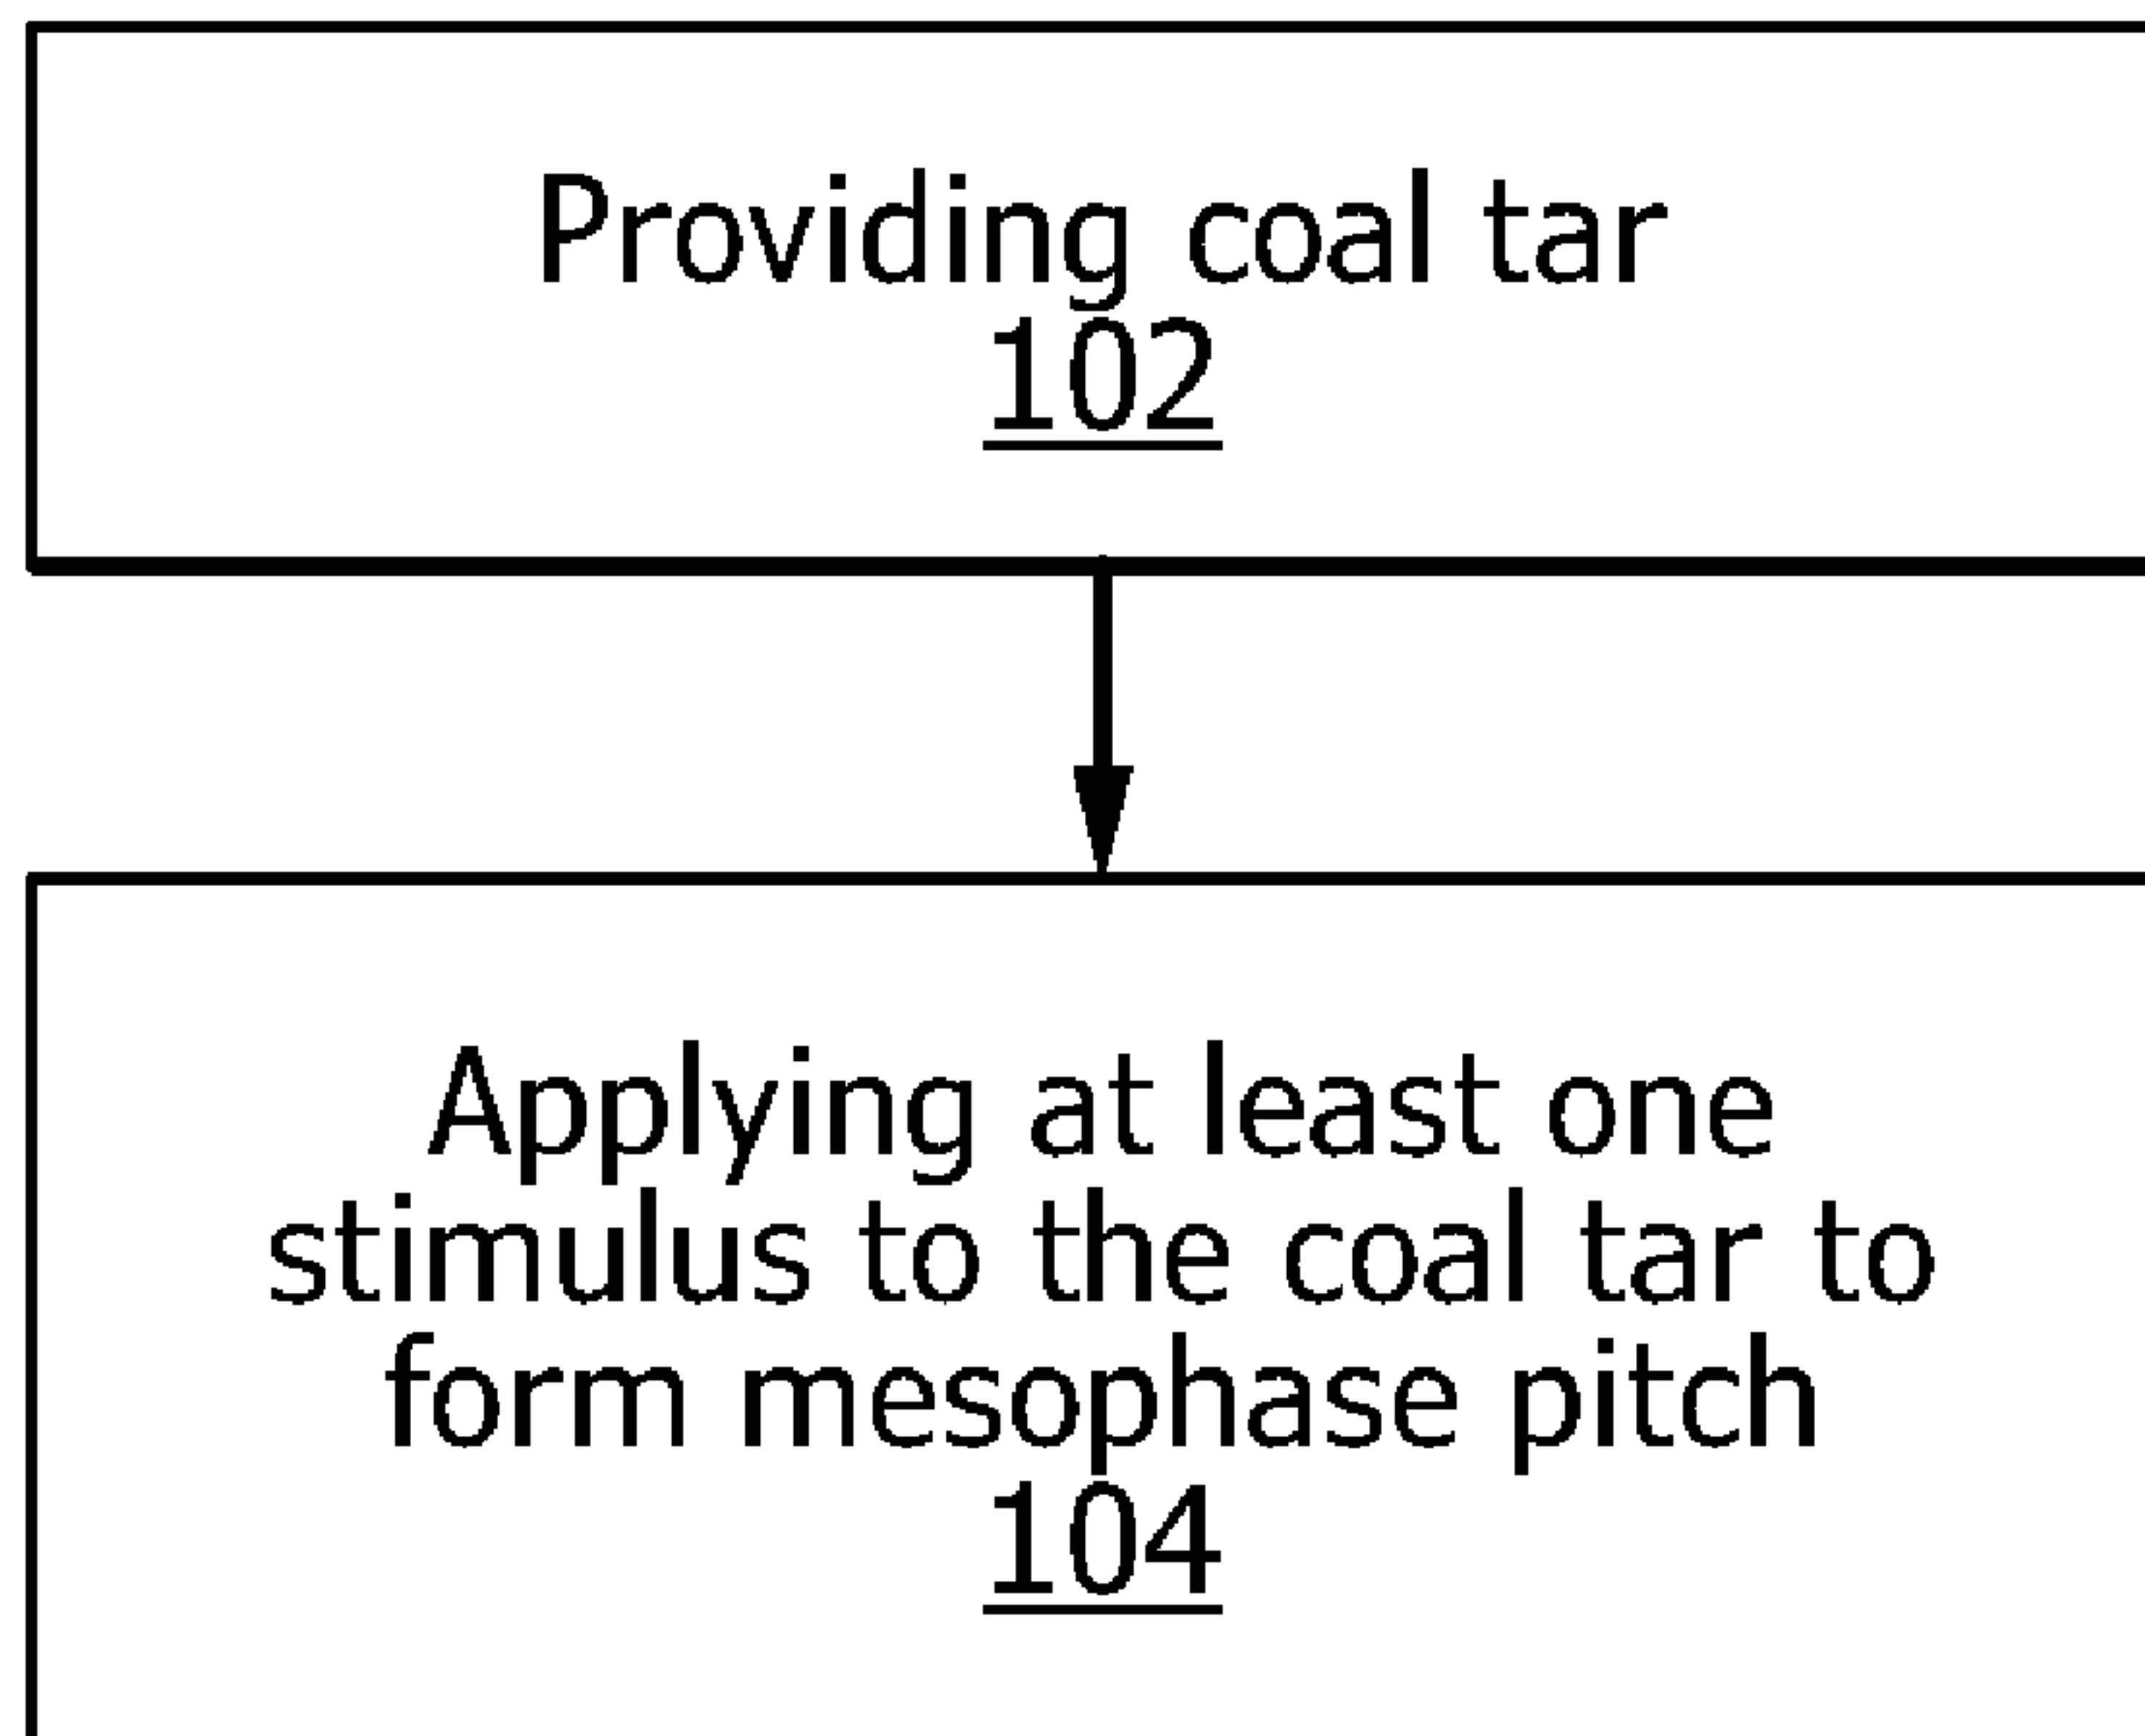 Providing coal tar
102
Applying at least one
stimulus to the coal tar to
form mesophase pitch
104